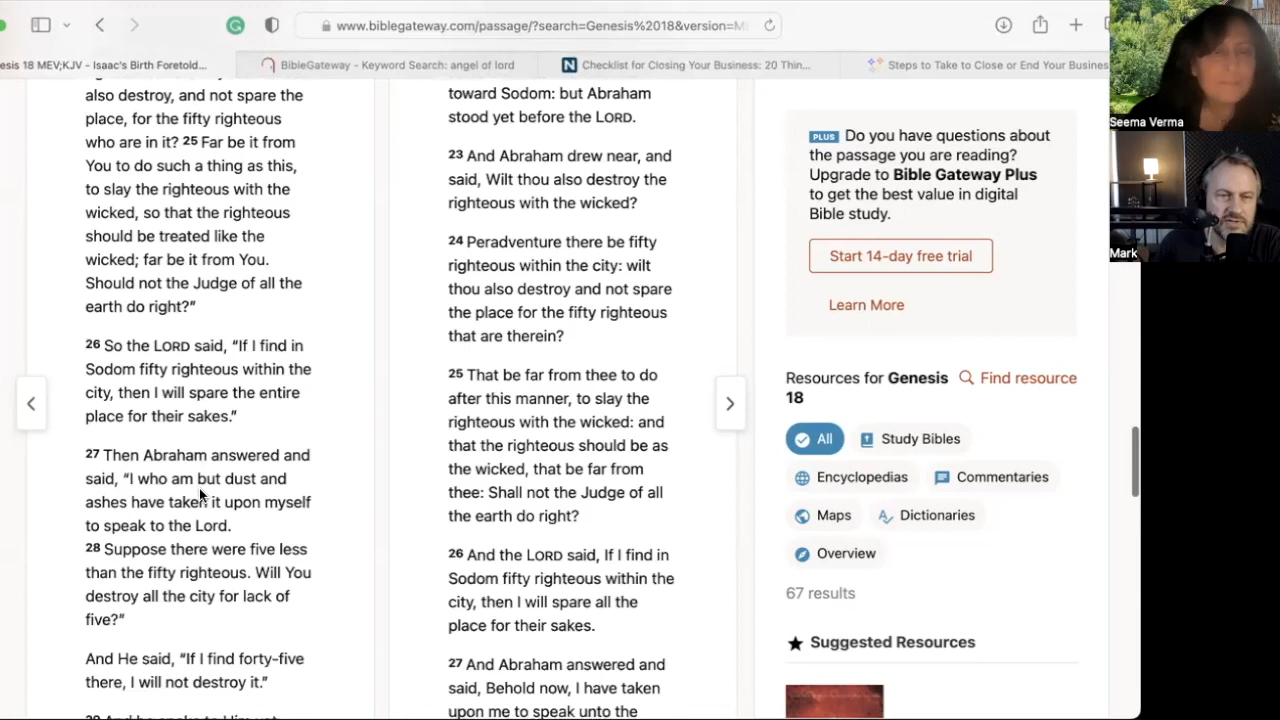 www.biblegateway.com/passage/?search=Genesis%2018&version=M
esis 18 MEV;KJV - Isaac's Birth Foretold...
BibleGateway - Keyword Search: angel of lord
Checklist for Closing Your Business: 20 Thin...
Steps to Take to Close or End Your Busines
also destroy, and not spare the
place, for the fifty righteous
who are in it? 25 Far be it from
You to do such a thing as this,
to slay the righteous with the
wicked, so that the righteous
should be treated like the
wicked; far be it from You.
Should not the Judge of all the
earth do right?”
26 So the LORD said, “If I find in
Sodom fifty righteous within the
city, then I will spare the entire
place for their sakes.”
27 Then Abraham answered and
said, “I who am but dust and
ashes have taken it upon myself
to speak to the Lord.
28 Suppose there were five less
than the fifty righteous. Will You
destroy all the city for lack of
five?”
And He said, “If I find forty-five
there, I will not destroy it.”
toward Sodom: but Abraham
stood yet before the LORD.
23 And Abraham drew near, and
said, Wilt thou also destroy the
righteous with the wicked?
24 Peradventure there be fifty
righteous within the city: wilt
thou also destroy and not spare
the place for the fifty righteous
that are therein?
25 That be far from thee to do
after this manner, to slay the
righteous with the wicked: and
that the righteous should be as
the wicked, that be far from
thee: Shall not the Judge of all
the earth do right?
26 And the LORD said, If I find in
Sodom fifty righteous within the
city, then I will spare all the
place for their sakes.
27 And Abraham answered and
said, Behold now, I have taken
upon me to speak unto the
PLUS Do you have questions about
the passage you are reading?
Upgrade to Bible Gateway Plus
to get the best value in digital
Bible study.
Start 14-day free trial
Learn More
Resources for Genesis
18
Find resource
All
Study Bibles
Encyclopedias
Commentaries
Maps
Dictionaries
Overview
67 results
Suggested Resources
Seema Verma
Mark